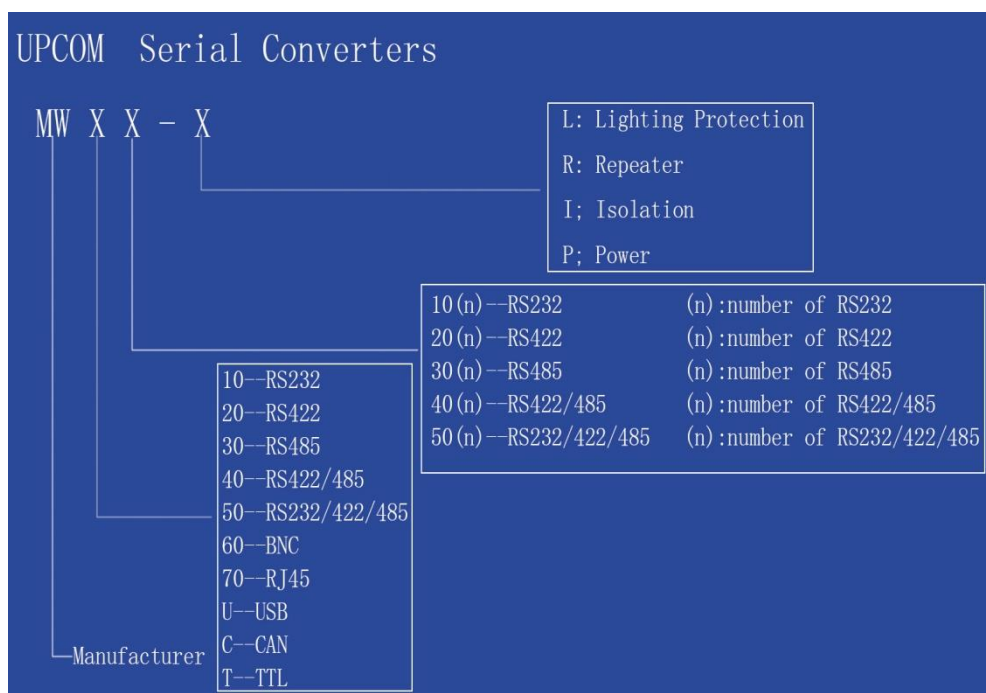 UPCOM Serial Converters
MW X X - X
L: Lighting Protection
R: Repeater
I; Isolation
P; Power
10(n)--RS232 (n):number of RS232
20(n)--RS422 (n):number of RS422
30(n)--RS485 (n):number of RS485
40(n)--RS422/485 (n):number of RS422/485
50(n)--RS232/422/485 (n):number of RS232/422/485
10--RS232
20--RS422
30--RS485
40--RS422/485
50--RS232/422/485
60--BNC
70--RJ45
U--USB
C--CAN
T--TTL
Manufacturer